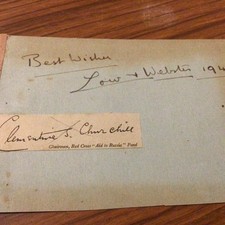 Best Wishes
Low & Webster 194
Clementine S. Churchill
Chairman, Red Cross "Aid to Russia" Fund